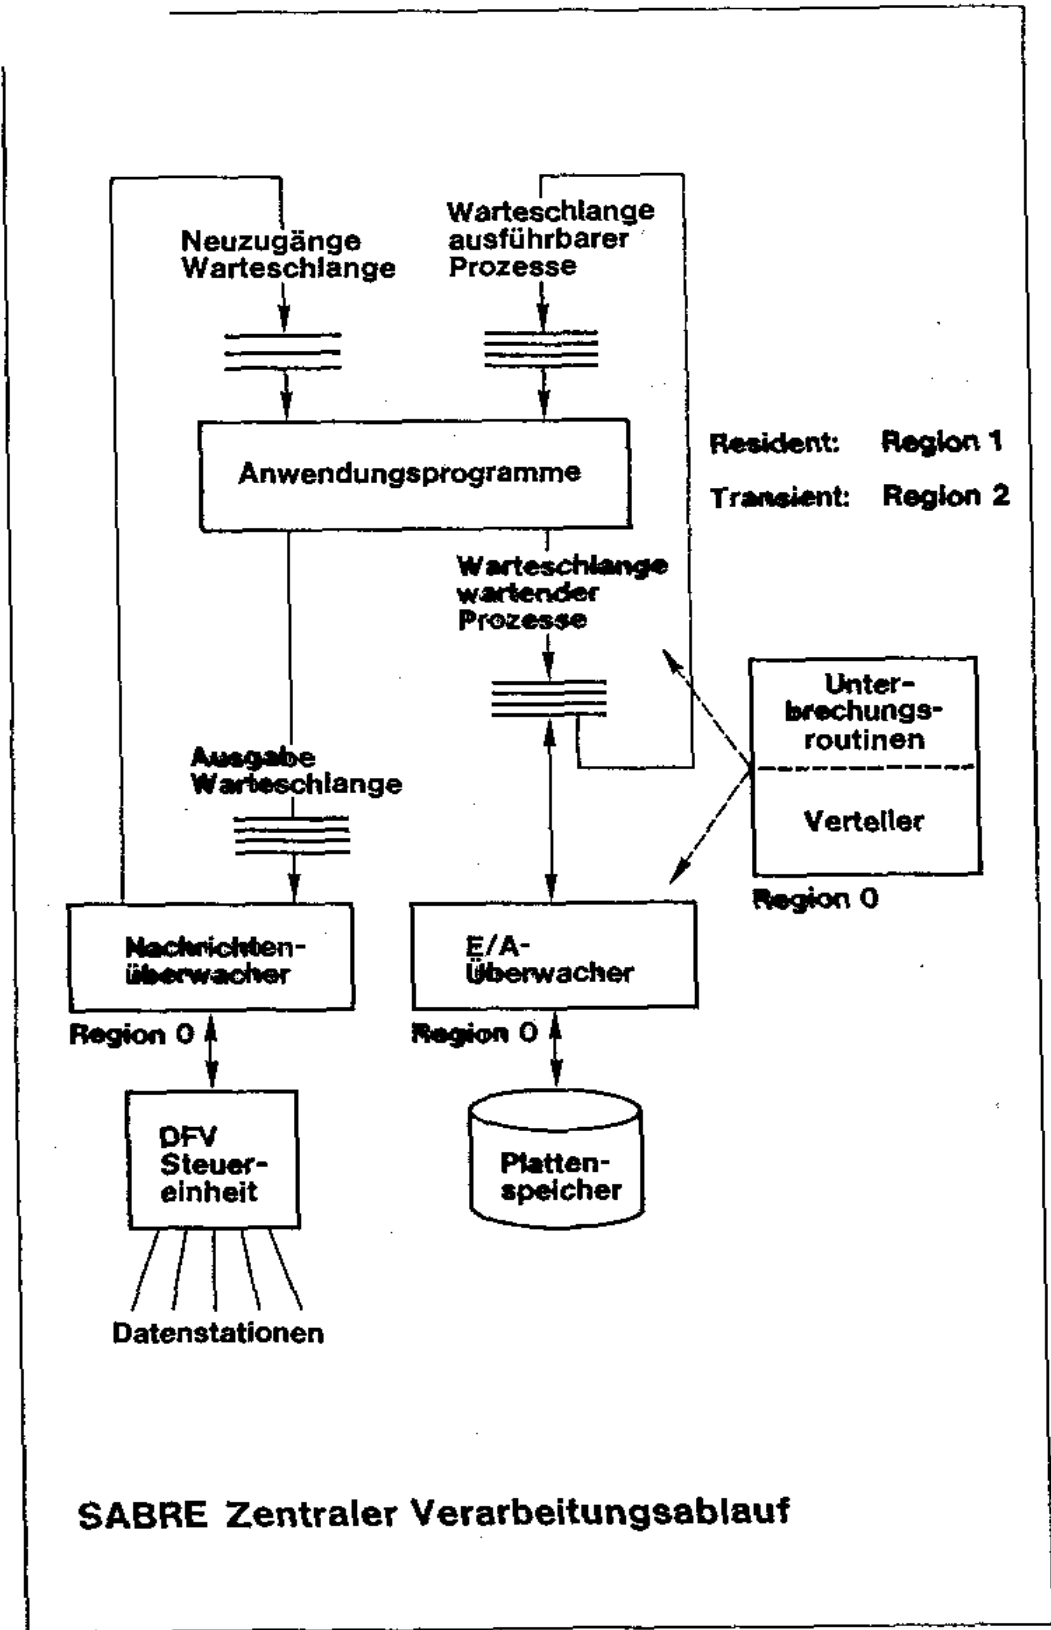 Neuzugänge
Warteschlange
Warteschlange
ausführbarer
Prozesse
Anwendungsprogramme
Resident: Region 1
Transient: Region 2
Warteschlange
wartender
Prozesse
Unter-
brechungs-
routinen
Verteiler
Region 0
Ausgabe
Warteschlange
Nachrichten-
überwacher
Region 0
E/A-
Überwacher
Region 0
DFV
Steuer-
einheit
Platten-
speicher
Datenstationen
SABRE Zentraler Verarbeitungsablauf